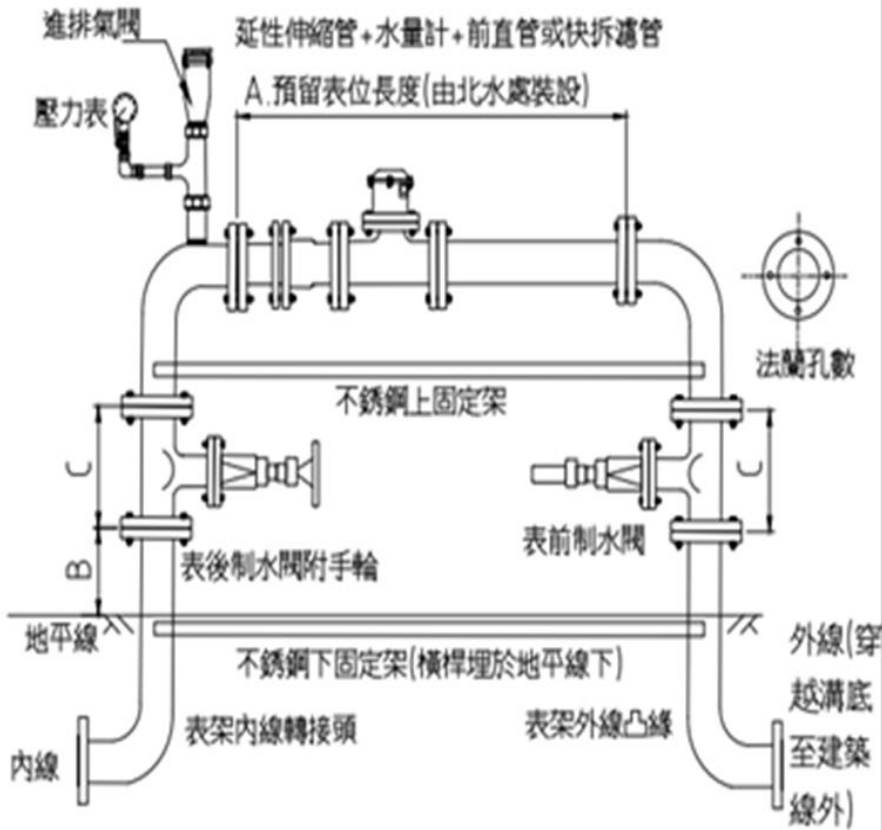 進排氣閥
延性伸縮管+水量計+前直管或快拆濾管
A.預留表位長度(由北水處裝設)
壓力表
法蘭孔數
不銹鋼上固定架
C
C
表前制水閥
表後制水閥附手輪
B
地平線
不銹鋼下固定架(橫桿埋於地平線下)
外線(穿
越溝底
至建築
線外)
表架內線轉接頭
表架外線凸緣
內線